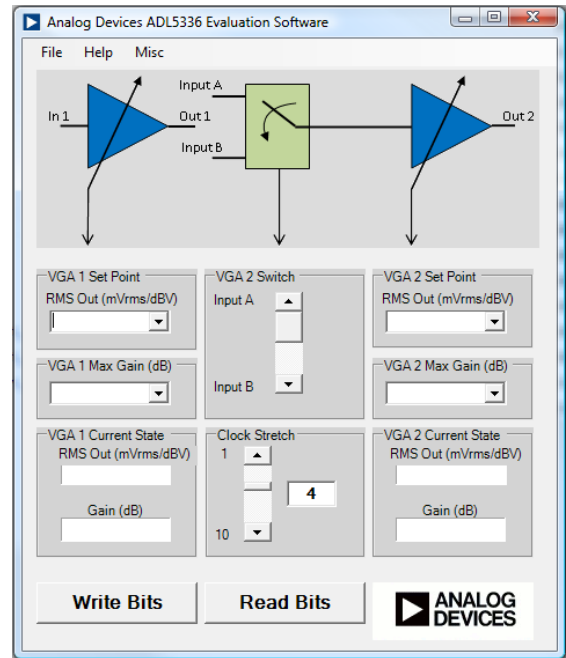 Analog Devices ADL5336 Evaluation Software
File Help Misc
Input A
In 1
Out 1
Out 2
Input B
VGA 1 Set Point
RMS Out (mVrms/dBV)
VGA 2 Switch
Input A
Input B
VGA 2 Set Point
RMS Out (mVrms/dBV)
VGA 1 Max Gain (dB)
VGA 2 Max Gain (dB)
VGA 1 Current State
RMS Out (mVrms/dBV)
Gain (dB)
Clock Stretch
1
4
10
VGA 2 Current State
RMS Out (mVrms/dBV)
Gain (dB)
Write Bits
Read Bits
ANALOG
DEVICES